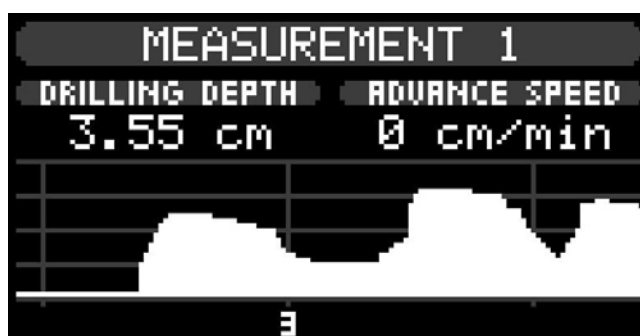 MEASUREMENT 1
DRILLING DEPTH ADVANCE SPEED
3.55 cm 0 cm/min
3